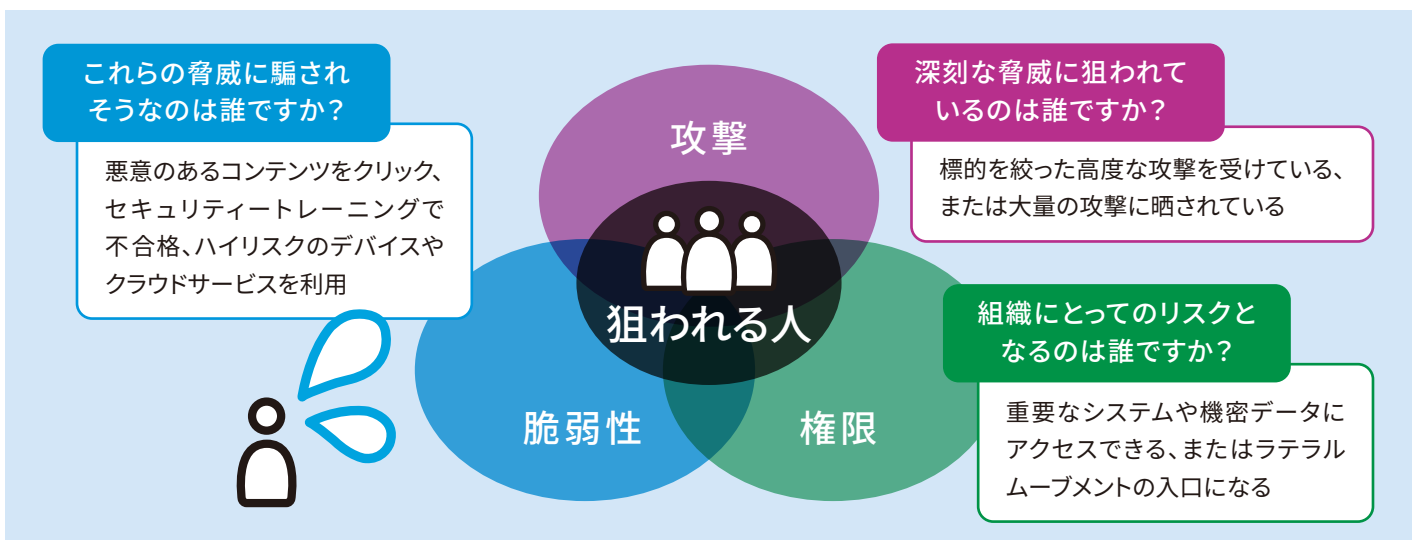 これらの脅威に騙され
そうなのは誰ですか？
悪意のあるコンテンツをクリック、
セキュリティートレーニングで
不合格、ハイリスクのデバイスや
クラウドサービスを利用
攻撃
狙われる人
脆弱性
権限
深刻な脅威に狙われて
いるのは誰ですか？
標的を絞った高度な攻撃を受けている、
または大量の攻撃に晒されている
組織にとってのリスクと
なるのは誰ですか？
重要なシステムや機密データに
アクセスできる、またはラテラル
ムーブメントの入口になる